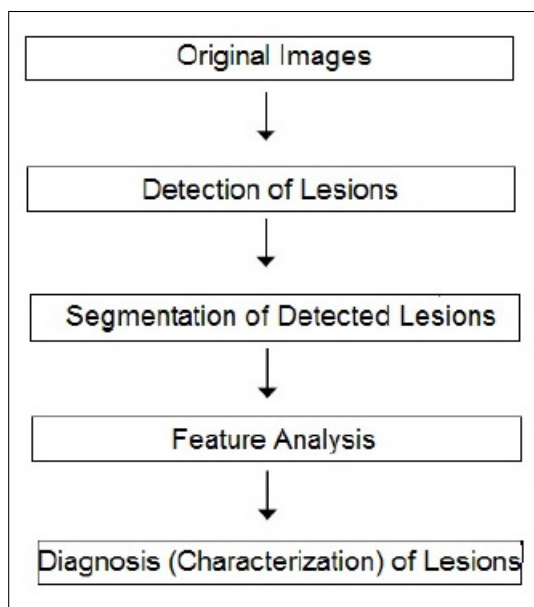 Original Images
Detection of Lesions
Segmentation of Detected Lesions
Feature Analysis
Diagnosis (Characterization) of Lesions